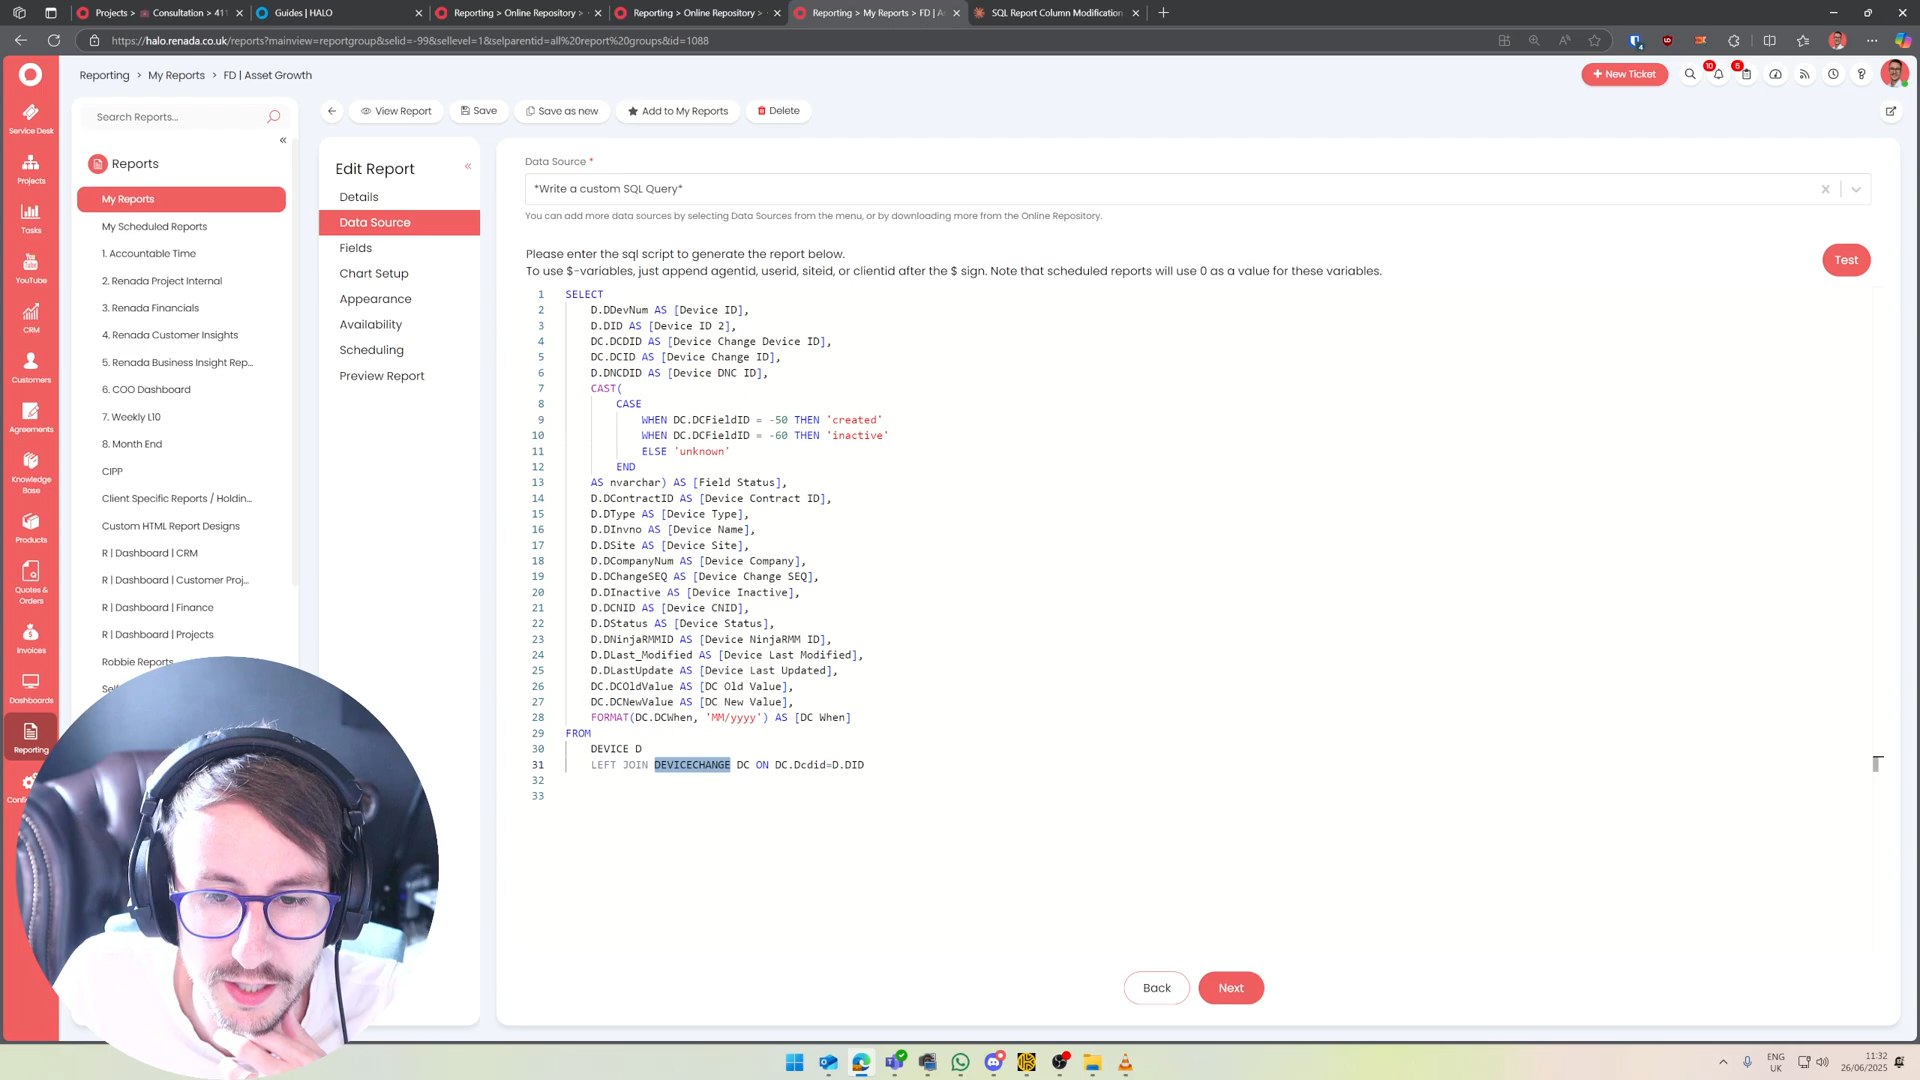 Projects > 💼 Consultation > 411
Guides | HALO
Reporting > Online Repository >
Reporting > Online Repository >
Reporting > My Reports > FD | As
SQL Report Column Modification
https://halo.renada.co.uk/reports?mainview=reportgroup&selid=-99&sellevel=1&selparentid=all%20report%20groups&id=1088
Reporting > My Reports > FD | Asset Growth
+ New Ticket
10
5
Service Desk
Projects
Tasks
YouTube
CRM
Customers
Agreements
Knowledge
Base
Products
Quotes &
Orders
Invoices
Dashboards
Reporting
Search Reports...
«
Reports
My Reports
My Scheduled Reports
1. Accountable Time
2. Renada Project Internal
3. Renada Financials
4. Renada Customer Insights
5. Renada Business Insight Rep...
6. COO Dashboard
7. Weekly L10
8. Month End
CIPP
Client Specific Reports / Holdin...
Custom HTML Report Designs
R | Dashboard | CRM
R | Dashboard | Customer Proj...
R | Dashboard | Finance
R | Dashboard | Projects
Robbie Reports
View Report
Save
Save as new
Add to My Reports
Delete
Edit Report
«
Details
Data Source
Fields
Chart Setup
Appearance
Availability
Scheduling
Preview Report
Data Source *
*Write a custom SQL Query*
You can add more data sources by selecting Data Sources from the menu, or by downloading more from the Online Repository.
Please enter the sql script to generate the report below.
To use $-variables, just append agentid, userid, siteid, or clientid after the $ sign. Note that scheduled reports will use 0 as a value for these variables.
Test
1 SELECT
2 D.DDevNum AS [Device ID],
3 D.DID AS [Device ID 2],
4 DC.DCDID AS [Device Change Device ID],
5 DC.DCID AS [Device Change ID],
6 D.DNCDID AS [Device DNC ID],
7 CAST(
8 CASE
9 WHEN DC.DCFieldID = -50 THEN 'created'
10 WHEN DC.DCFieldID = -60 THEN 'inactive'
11 ELSE 'unknown'
12 END
13 AS nvarchar) AS [Field Status],
14 D.DContractID AS [Device Contract ID],
15 D.DType AS [Device Type],
16 D.DInvno AS [Device Name],
17 D.DSite AS [Device Site],
18 D.DCompanyNum AS [Device Company],
19 D.DChangeSEQ AS [Device Change SEQ],
20 D.DInactive AS [Device Inactive],
21 D.DCNID AS [Device CNID],
22 D.DStatus AS [Device Status],
23 D.DNinjaRMMID AS [Device NinjaRMM ID],
24 D.DLast_Modified AS [Device Last Modified],
25 D.DLastUpdate AS [Device Last Updated],
26 DC.DCOldValue AS [DC Old Value],
27 DC.DCNewValue AS [DC New Value],
28 FORMAT(DC.DCWhen, 'MM/yyyy') AS [DC When]
29 FROM
30 DEVICE D
31 LEFT JOIN DEVICECHANGE DC ON DC.Dcdid=D.DID
32
33
Back
Next
ENG
UK
11:32
26/06/2025